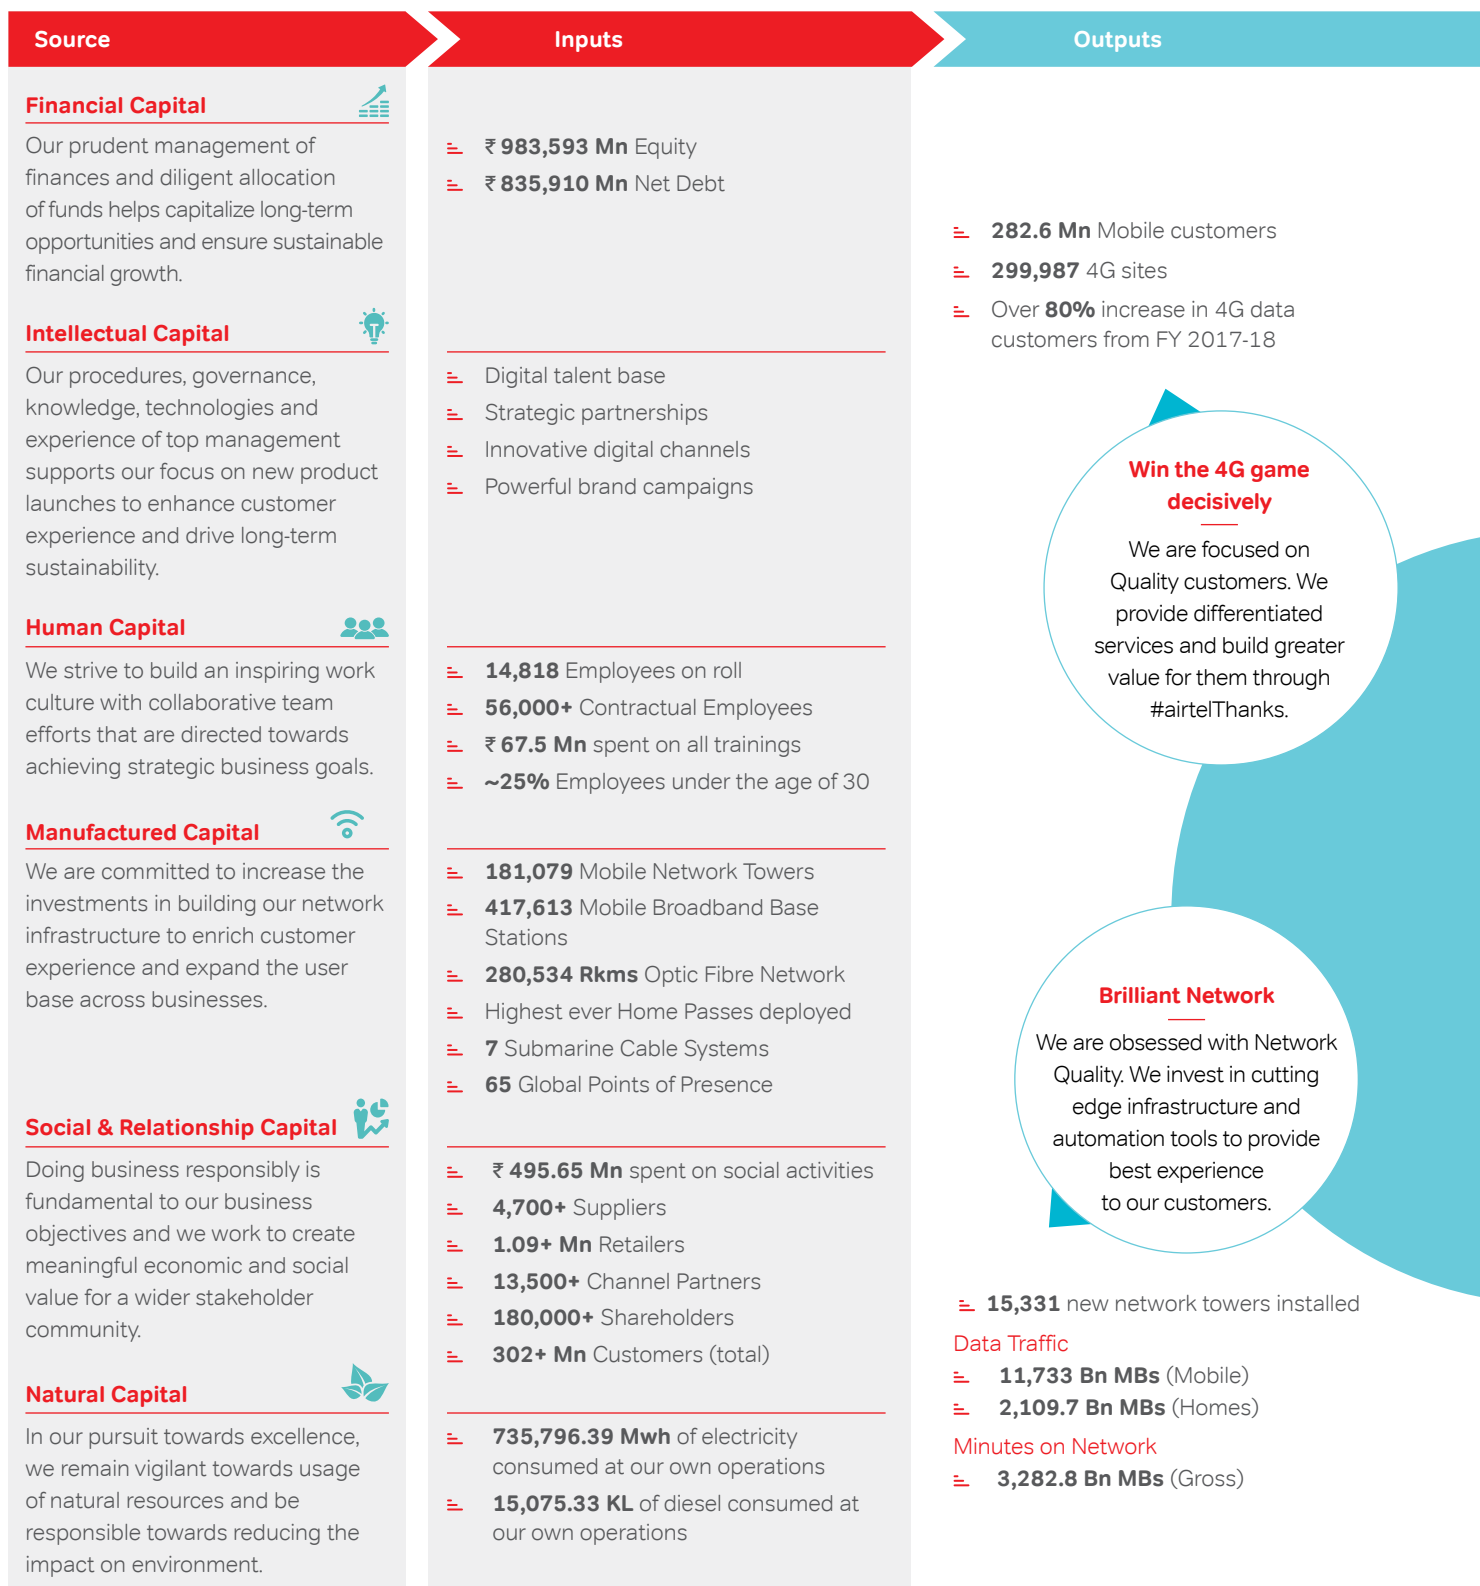 Source
Inputs
Outputs
Financial Capital
Our prudent management of
finances and diligent allocation
of funds helps capitalize long-term
opportunities and ensure sustainable
financial growth.
₹ 983,593 Mn Equity
₹ 835,910 Mn Net Debt
Intellectual Capital
Our procedures, governance,
knowledge, technologies and
experience of top management
supports our focus on new product
launches to enhance customer
experience and drive long-term
sustainability.
Digital talent base
Strategic partnerships
Innovative digital channels
Powerful brand campaigns
Human Capital
We strive to build an inspiring work
culture with collaborative team
efforts that are directed towards
achieving strategic business goals.
14,818 Employees on roll
56,000+ Contractual Employees
₹ 67.5 Mn spent on all trainings
~25% Employees under the age of 30
Manufactured Capital
We are committed to increase the
investments in building our network
infrastructure to enrich customer
experience and expand the user
base across businesses.
181,079 Mobile Network Towers
417,613 Mobile Broadband Base
Stations
280,534 Rkms Optic Fibre Network
Highest ever Home Passes deployed
7 Submarine Cable Systems
65 Global Points of Presence
Social & Relationship Capital
Doing business responsibly is
fundamental to our business
objectives and we work to create
meaningful economic and social
value for a wider stakeholder
community.
₹ 495.65 Mn spent on social activities
4,700+ Suppliers
1.09+ Mn Retailers
13,500+ Channel Partners
180,000+ Shareholders
302+ Mn Customers (total)
Natural Capital
In our pursuit towards excellence,
we remain vigilant towards usage
of natural resources and be
responsible towards reducing the
impact on environment.
735,796.39 Mwh of electricity
consumed at our own operations
15,075.33 KL of diesel consumed at
our own operations
282.6 Mn Mobile customers
299,987 4G sites
Over 80% increase in 4G data
customers from FY 2017-18
Win the 4G game
decisively
We are focused on
Quality customers. We
provide differentiated
services and build greater
value for them through
#airtelThanks.
Brilliant Network
We are obsessed with Network
Quality. We invest in cutting
edge infrastructure and
automation tools to provide
best experience
to our customers.
15,331 new network towers installed
Data Traffic
11,733 Bn MBs (Mobile)
2,109.7 Bn MBs (Homes)
Minutes on Network
3,282.8 Bn MBs (Gross)